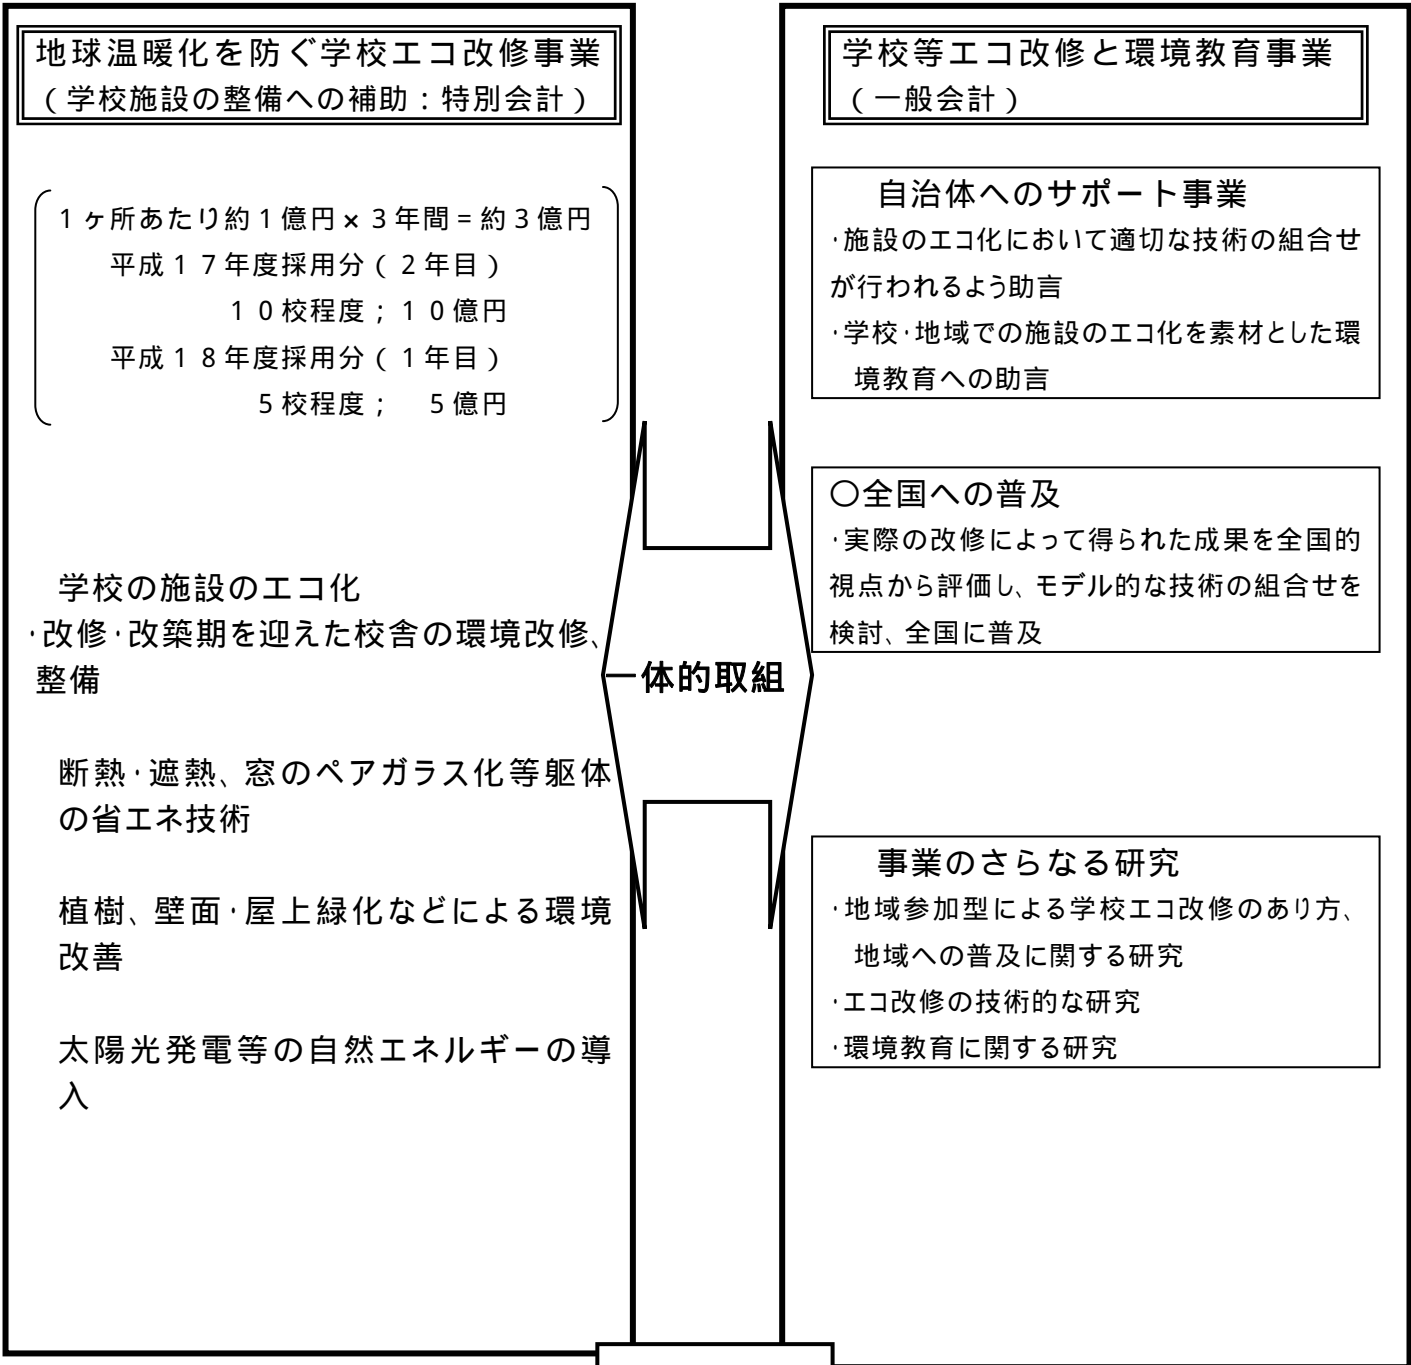 地球温暖化を防ぐ学校エコ改修事業
（学校施設の整備への補助：特別会計）
１ヶ所あたり約１億円×３年間＝約３億円
平成１７年度採用分（２年目）
１０校程度；１０億円
平成１８年度採用分（１年目）
５校程度；　５億円
学校の施設のエコ化
・改修・改築期を迎えた校舎の環境改修、
整備
断熱・遮熱、窓のペアガラス化等躯体
の省エネ技術
植樹、壁面・屋上緑化などによる環境
改善
太陽光発電等の自然エネルギーの導
入
一体的取組
学校等エコ改修と環境教育事業
（一般会計）
自治体へのサポート事業
・施設のエコ化において適切な技術の組合せ
が行われるよう助言
・学校・地域での施設のエコ化を素材とした環
境教育への助言
○全国への普及
・実際の改修によって得られた成果を全国的
視点から評価し、モデル的な技術の組合せを
検討、全国に普及
事業のさらなる研究
・地域参加型による学校エコ改修のあり方、
地域への普及に関する研究
・エコ改修の技術的な研究
・環境教育に関する研究